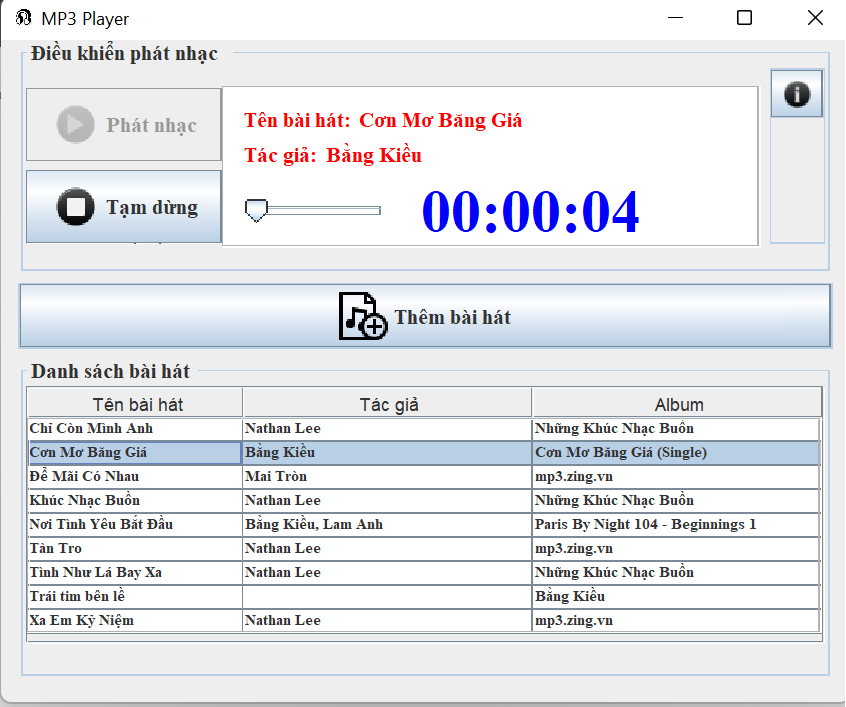 MP3 Player
Điều khiển phát nhạc
Phát nhạc
Tên bài hát: Cơn Mơ Băng Giá
Tác giả: Bằng Kiều
Tạm dừng
00:00:04
Thêm bài hát
Danh sách bài hát
Tên bài hát Tác giả Album
Chỉ Còn Mình Anh Nathan Lee Những Khúc Nhạc Buồn
Cơn Mơ Băng Giá Bằng Kiều Cơn Mơ Băng Giá (Single)
Để Mãi Có Nhau Mai Tròn mp3.zing.vn
Khúc Nhạc Buồn Nathan Lee Những Khúc Nhạc Buồn
Nơi Tình Yêu Bắt Đầu Bằng Kiều, Lam Anh Paris By Night 104 - Beginnings 1
Tàn Tro Nathan Lee mp3.zing.vn
Tình Như Lá Bay Xa Nathan Lee Những Khúc Nhạc Buồn
Trái tim bên lề Bằng Kiều
Xa Em Kỷ Niệm Nathan Lee mp3.zing.vn